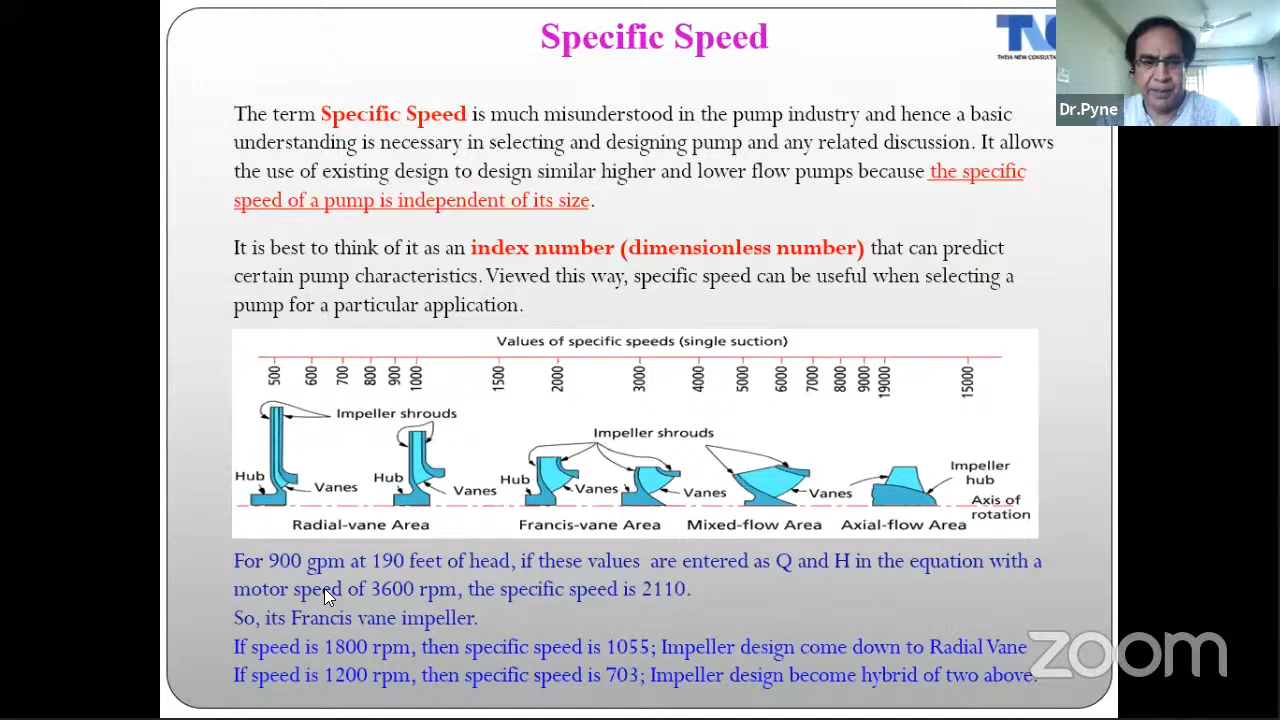 Specific Speed
THEJA NEW CONSULTA
Dr.Pyne
The term Specific Speed is much misunderstood in the pump industry and hence a basic
understanding is necessary in selecting and designing pump and any related discussion. It allows
the use of existing design to design similar higher and lower flow pumps because the specific
speed of a pump is independent of its size.
It is best to think of it as an index number (dimensionless number) that can predict
certain pump characteristics. Viewed this way, specific speed can be useful when selecting a
pump for a particular application.
Values of specific speeds (single suction)
500 600 700 800 900 1000 1500 2000 3000 4000 5000 6000 7000 8000 9000 19000 15000
Impeller shrouds
Impeller shrouds
Hub Vanes Hub Vanes Hub Vanes Vanes Vanes Impeller
hub
Axis of
rotation
Radial-vane Area Francis-vane Area Mixed-flow Area Axial-flow Area
For 900 gpm at 190 feet of head, if these values are entered as Q and H in the equation with a
motor speed of 3600 rpm, the specific speed is 2110.
So, its Francis vane impeller.
If speed is 1800 rpm, then specific speed is 1055; Impeller design come down to Radial Vane
If speed is 1200 rpm, then specific speed is 703; Impeller design become hybrid of two above.
zoom